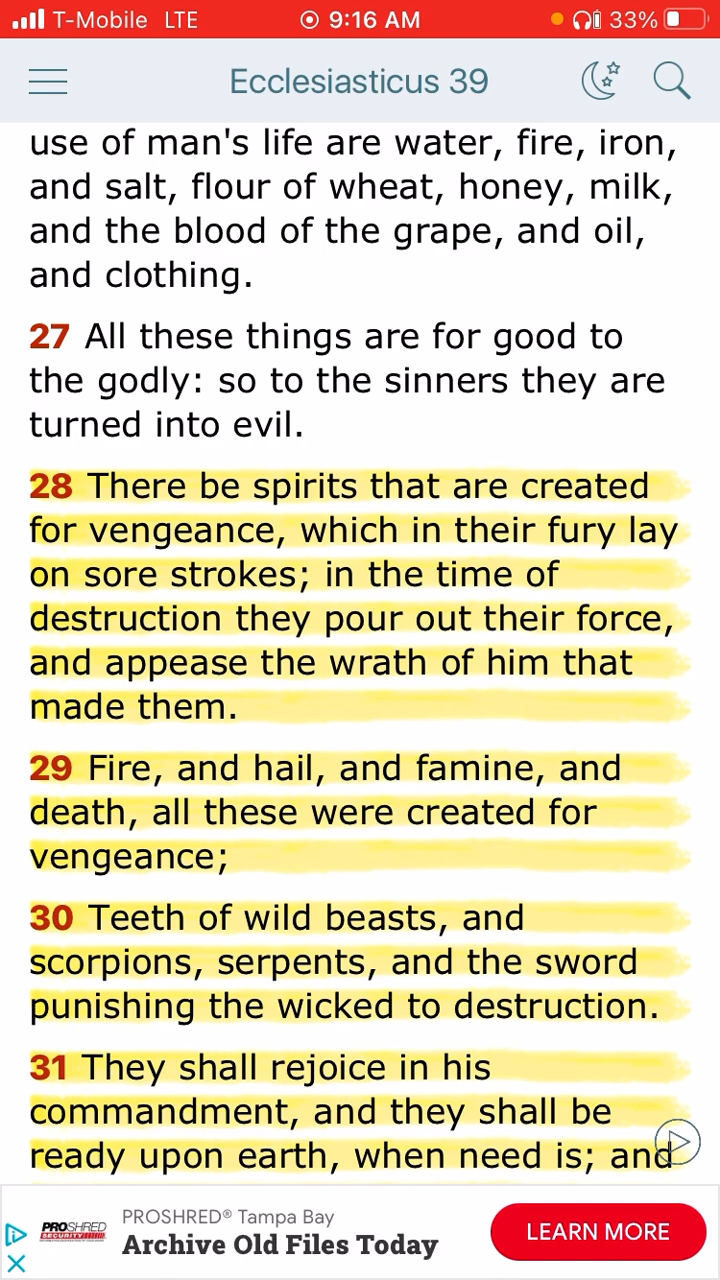 T-Mobile LTE 9:16 AM 33%
Ecclesiasticus 39
use of man's life are water, fire, iron,
and salt, flour of wheat, honey, milk,
and the blood of the grape, and oil,
and clothing.
27 All these things are for good to
the godly: so to the sinners they are
turned into evil.
28 There be spirits that are created
for vengeance, which in their fury lay
on sore strokes; in the time of
destruction they pour out their force,
and appease the wrath of him that
made them.
29 Fire, and hail, and famine, and
death, all these were created for
vengeance;
30 Teeth of wild beasts, and
scorpions, serpents, and the sword
punishing the wicked to destruction.
31 They shall rejoice in his
commandment, and they shall be
ready upon earth, when need is; and
PROSHRED
SECURITY
PROSHRED® Tampa Bay
Archive Old Files Today
LEARN MORE